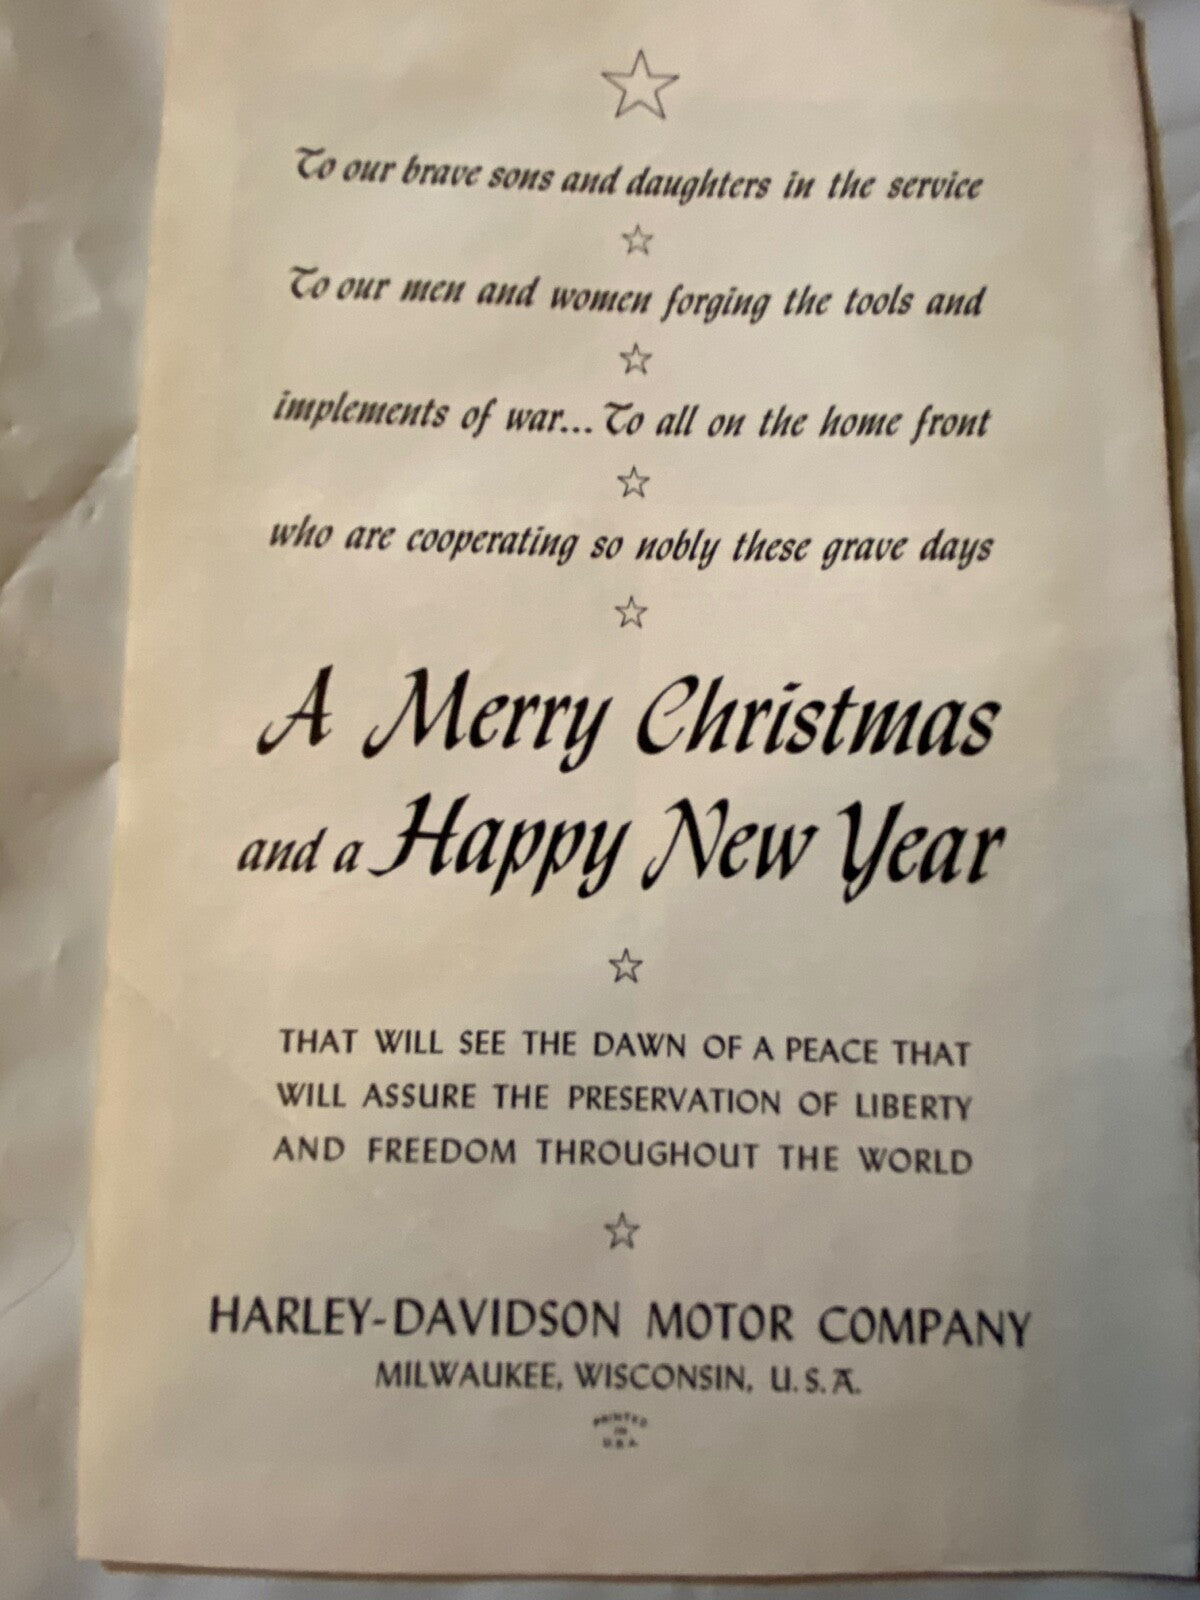 To our brave sons and daughters in the service
To our men and women forging the tools and
implements of war... To all on the home front
who are cooperating so nobly these grave days
A Merry Christmas
and a Happy New Year
THAT WILL SEE THE DAWN OF A PEACE THAT
WILL ASSURE THE PRESERVATION OF LIBERTY
AND FREEDOM THROUGHOUT THE WORLD
HARLEY-DAVIDSON MOTOR COMPANY
MILWAUKEE, WISCONSIN, U.S.A.
PRINTED
IN
U.S.A.